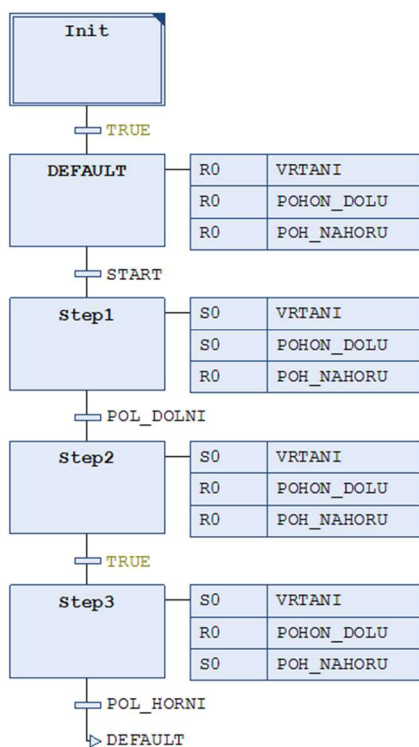 Init
TRUE
DEFAULT
R0 VRTANI
R0 POHON_DOLU
R0 POH_NAHORU
START
Step1
S0 VRTANI
S0 POHON_DOLU
R0 POH_NAHORU
POL_DOLNI
Step2
S0 VRTANI
R0 POHON_DOLU
R0 POH_NAHORU
TRUE
Step3
S0 VRTANI
R0 POHON_DOLU
S0 POH_NAHORU
POL_HORNI
DEFAULT